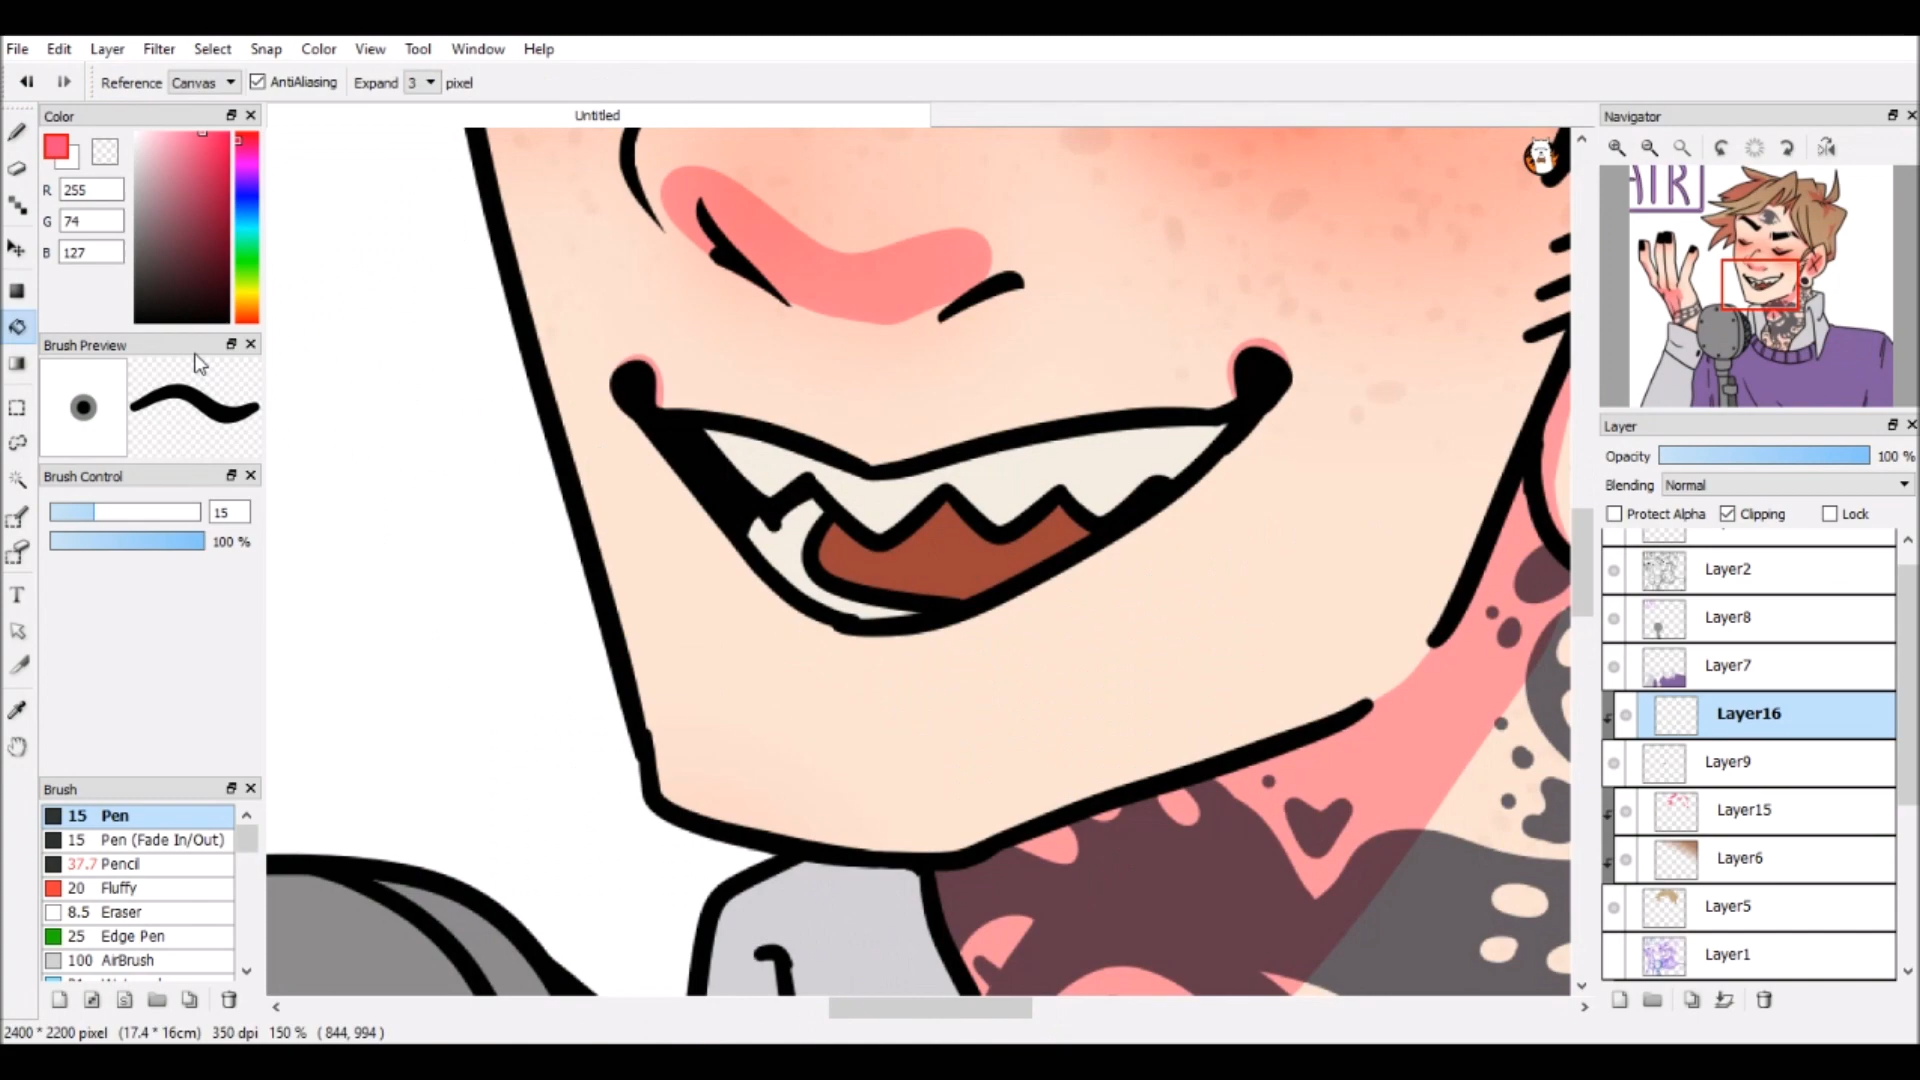 File Edit Layer Filter Select Snap Color View Tool Window Help
Reference Canvas AntiAliasing Expand 3 pixel
Color
Untitled
Navigator
R 255
G 74
B 127
AIR
Brush Preview
Layer
Opacity 100 %
Brush Control
Blending Normal
15
Protect Alpha Clipping Lock
100 %
Layer2
Layer8
Layer7
Layer16
Layer9
Brush
15 Pen
Layer15
15 Pen (Fade In/Out)
37.7 Pencil
Layer6
20 Fluffy
8.5 Eraser
Layer5
25 Edge Pen
100 AirBrush
Layer1
2400 * 2200 pixel (17.4 * 16cm) 350 dpi 150 % ( 844, 994 )